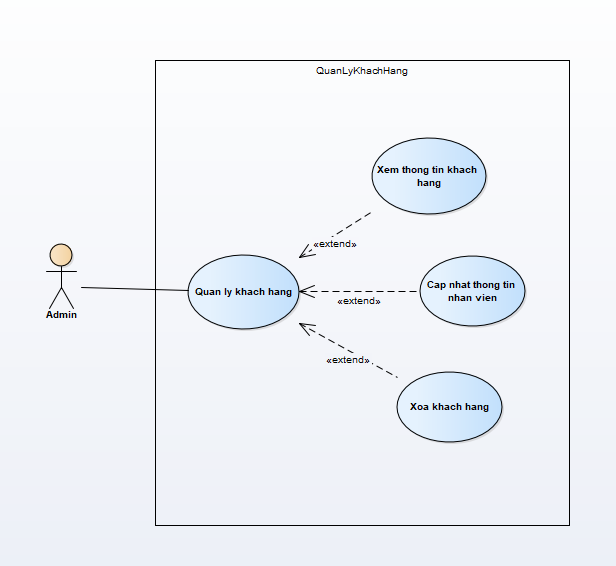 QuanLyKhachHang
Xem thong tin khach
hang
«extend»
Admin
Quan ly khach hang
Cap nhat thong tin
nhan vien
«extend»
«extend»
Xoa khach hang